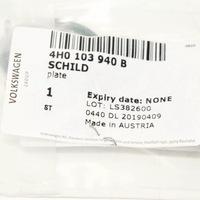 VOLKSWAGEN
GROUP
4H0 103 940 B
SCHILD
plate
1
ST
Expiry date: NONE
LOT: LS382600
0440 DL 20190409
Made in AUSTRIA